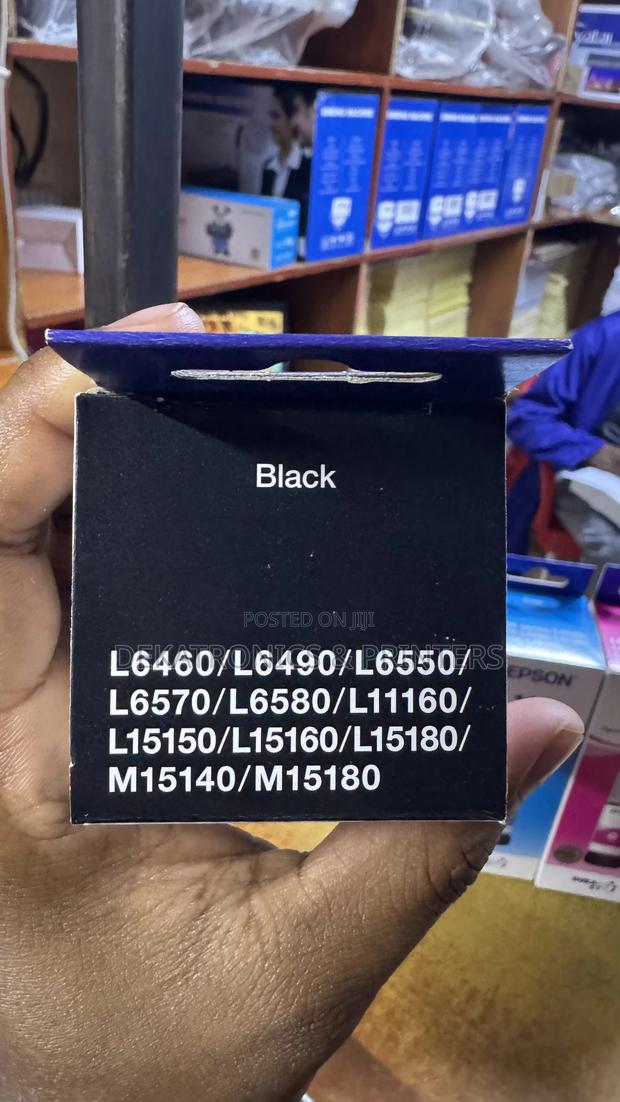 Black
POSTED ON JIJI
DEKATRONICS & PRINTERS
L6460/L6490/L6550/
L6570/L6580/L11160/
L15150/L15160/L15180/
M15140/M15180
EPSON